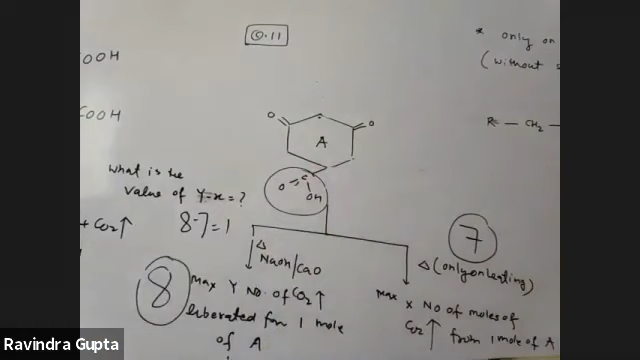 Q.11
* only on
(without
COOH
COOH
O
O
A
O = C
OH
R - CH2 -
What is the
value of Y-x=?
8-7=1
+ CO2↑
Δ
NaOH/CaO
8
Max Y NO. of CO2↑
liberated for 1 mole
of A
7
Δ (only on heating)
Max X No of moles of
CO2↑ from 1 mole of A
Ravindra Gupta